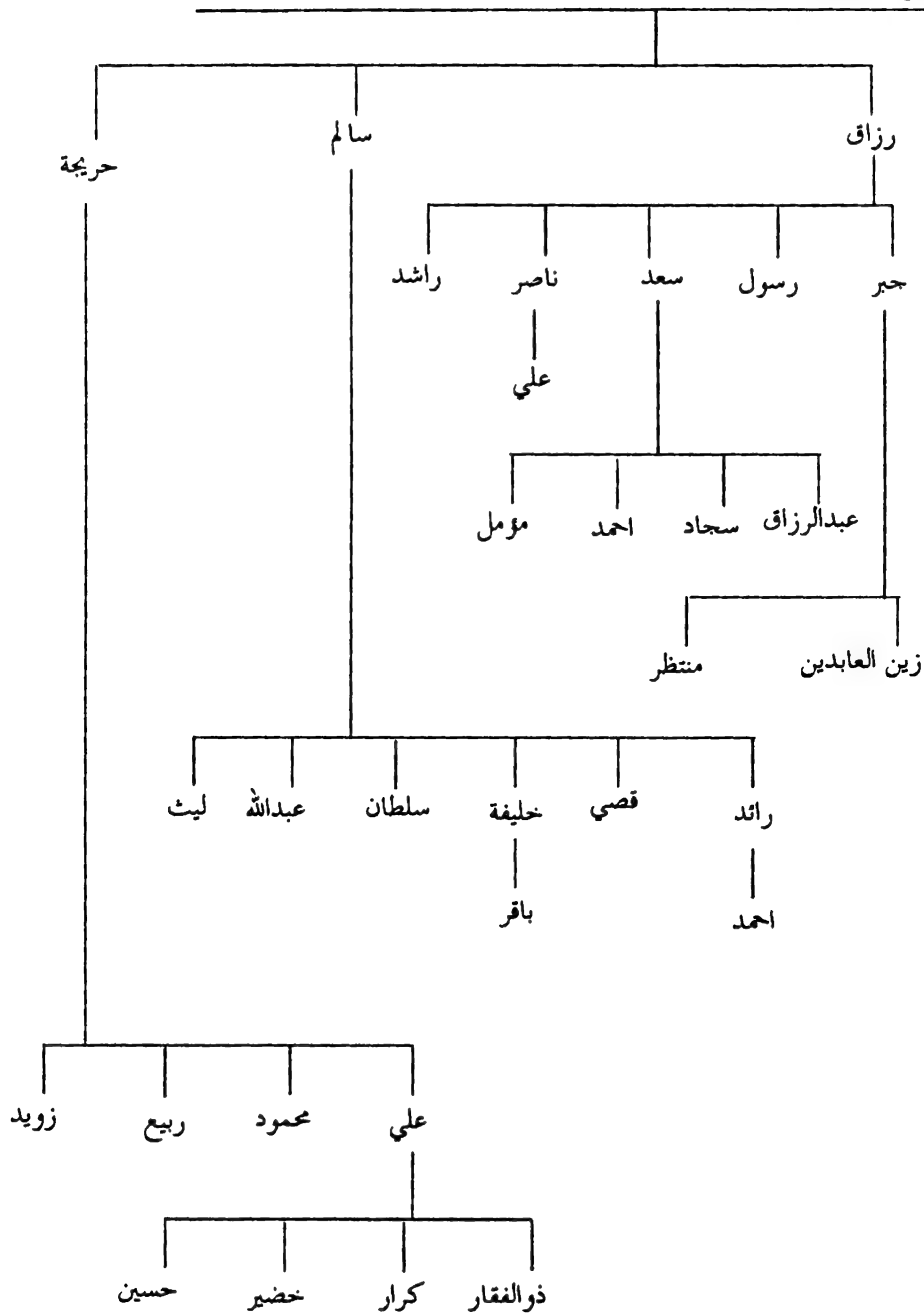 رزاق سالم حريجة
جبر رسول سعد ناصر راشد
علي
عبدالرزاق سجاد احمد مؤمل
زين العابدين منتظر
رائد قصي خليفة سلطان عبدالله ليث
احمد باقر
علي محمود ربيع زويد
ذوالفقار كرار خضير حسين